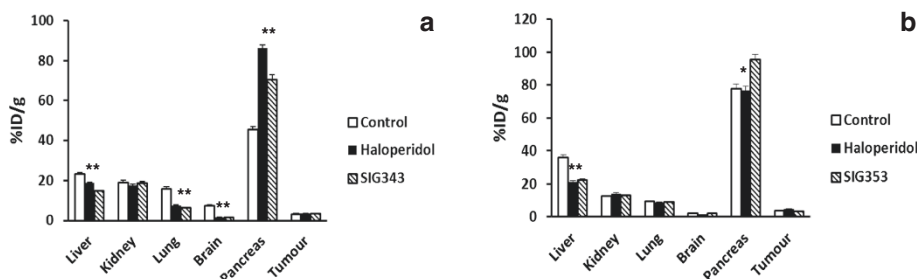 a
100
80
60
40
20
0
%ID/g
**
**
**
**
Liver
Kidney
Lung
Brain
Pancreas
Tumour
Control
Haloperidol
SIG343
b
120
100
80
60
40
20
0
%ID/g
**
*
Liver
Kidney
Lung
Brain
Pancreas
Tumour
Control
Haloperidol
SIG353